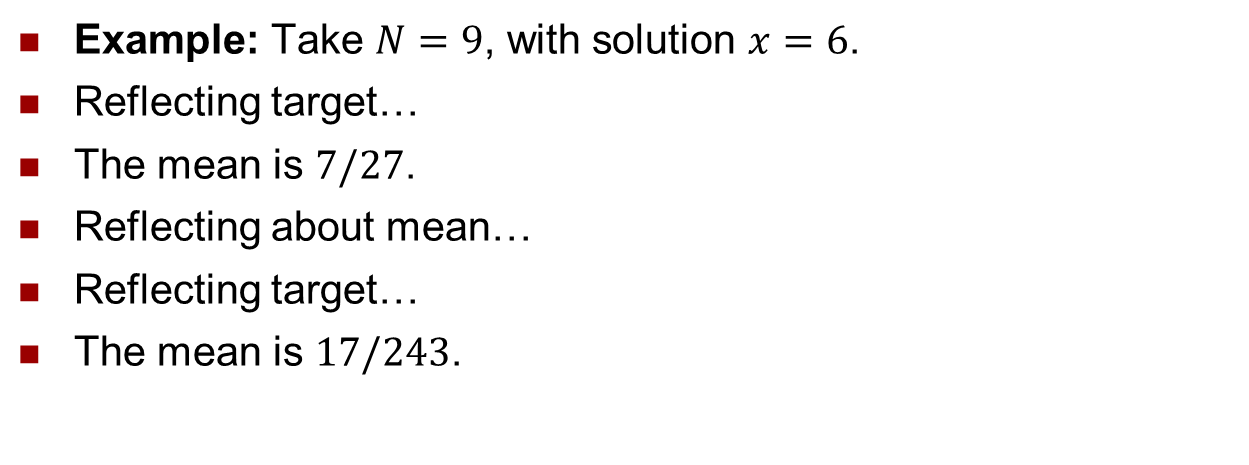 Example: Take N = 9, with solution x = 6.
Reflecting target…
The mean is 7/27.
Reflecting about mean…
Reflecting target…
The mean is 17/243.